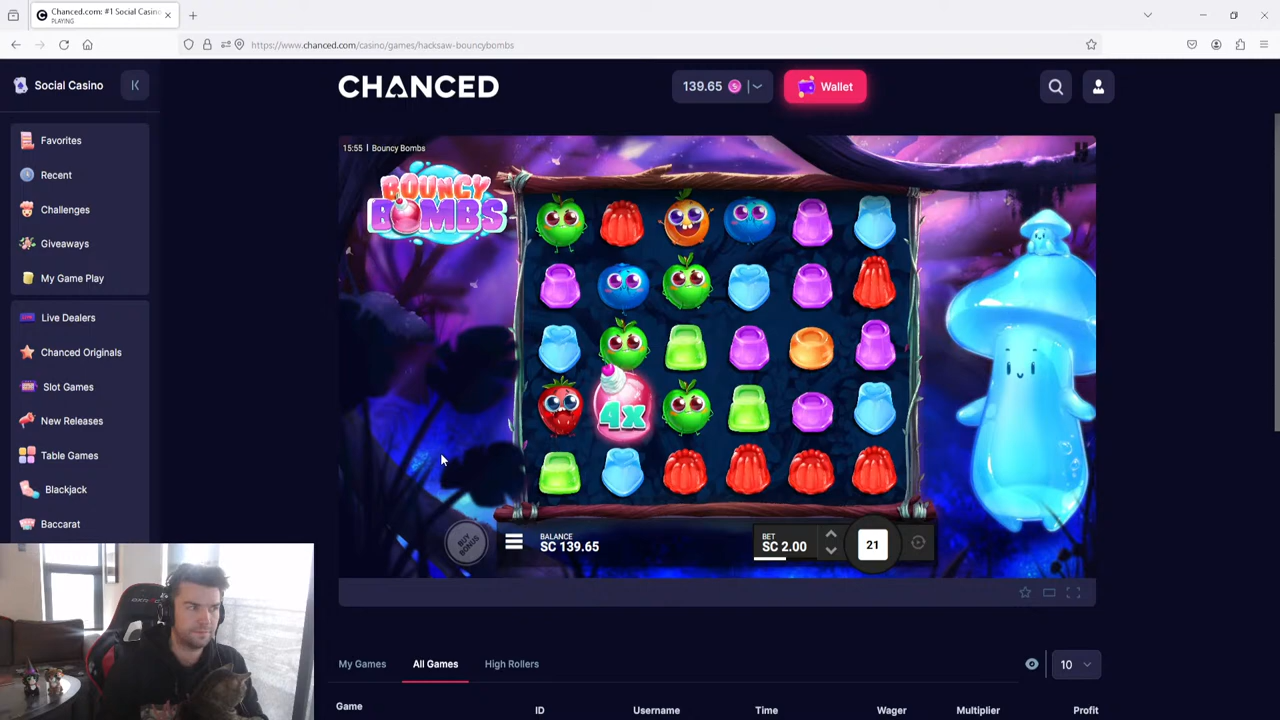 Chanced.com: #1 Social Casino
PLAYING
https://www.chanced.com/casino/games/hacksaw-bouncybombs
Social Casino
CHANCED
139.65
Wallet
Favorites
Recent
Challenges
Giveaways
My Game Play
Live Dealers
Chanced Originals
Slot Games
New Releases
Table Games
Blackjack
Baccarat
15:55 | Bouncy Bombs
BOUNCY
BOMBS
4x
BUY
BONUS
BALANCE
SC 139.65
BET
SC 2.00
21
My Games
All Games
High Rollers
10
Game
ID
Username
Time
Wager
Multiplier
Profit